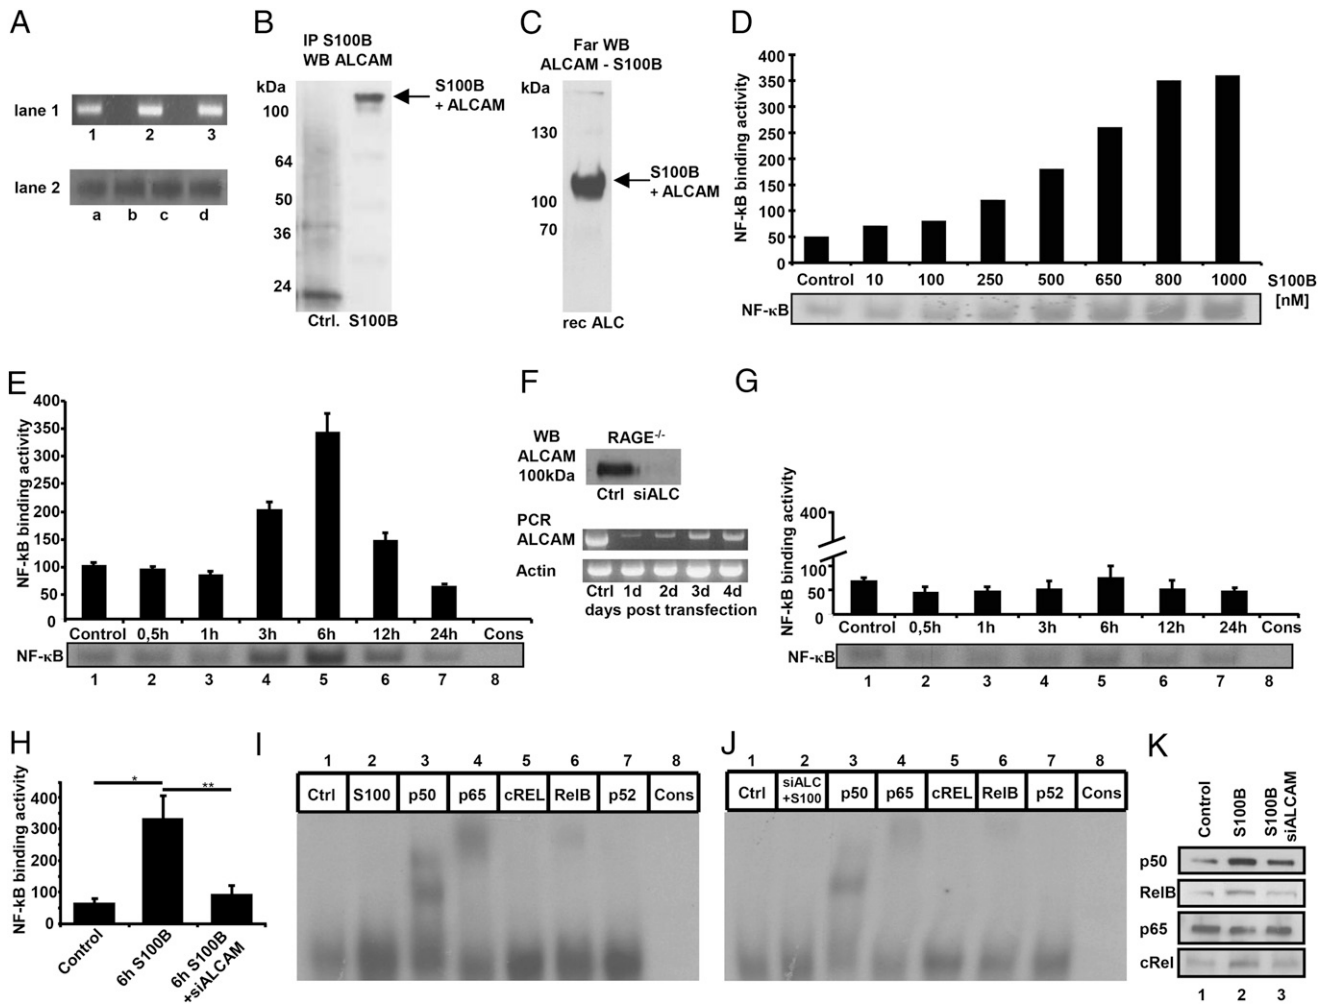 A
lane 1
1 2 3
lane 2
a b c d
B
IP S100B
WB ALCAM
kDa
100
64
50
36
24
S100B
+ ALCAM
Ctrl. S100B
C
Far WB
ALCAM - S100B
kDa
130
100
70
S100B
+ ALCAM
rec ALC
D
NF-kB binding activity
400
350
300
250
200
150
100
50
0
Control 10 100 250 500 650 800 1000 S100B
[nM]
NF-κB
E
NF-kB binding activity
400
350
300
250
200
150
100
50
0
Control 0,5h 1h 3h 6h 12h 24h Cons
NF-κB
1 2 3 4 5 6 7 8
F
WB
ALCAM
100kDa
RAGE-/-
Ctrl siALC
PCR
ALCAM
Actin
Ctrl 1d 2d 3d 4d
days post transfection
G
NF-kB binding activity
400
100
50
0
Control 0,5h 1h 3h 6h 12h 24h Cons
NF-κB
1 2 3 4 5 6 7 8
H
NF-kB binding activity
400
300
200
100
0
* **
Control
6h S100B
6h S100B
+siALCAM
I
1 2 3 4 5 6 7 8
Ctrl S100 p50 p65 cREL RelB p52 Cons
J
1 2 3 4 5 6 7 8
Ctrl siALC +S100 p50 p65 cREL RelB p52 Cons
K
Control
S100B
S100B
siALCAM
p50
RelB
p65
cRel
1 2 3